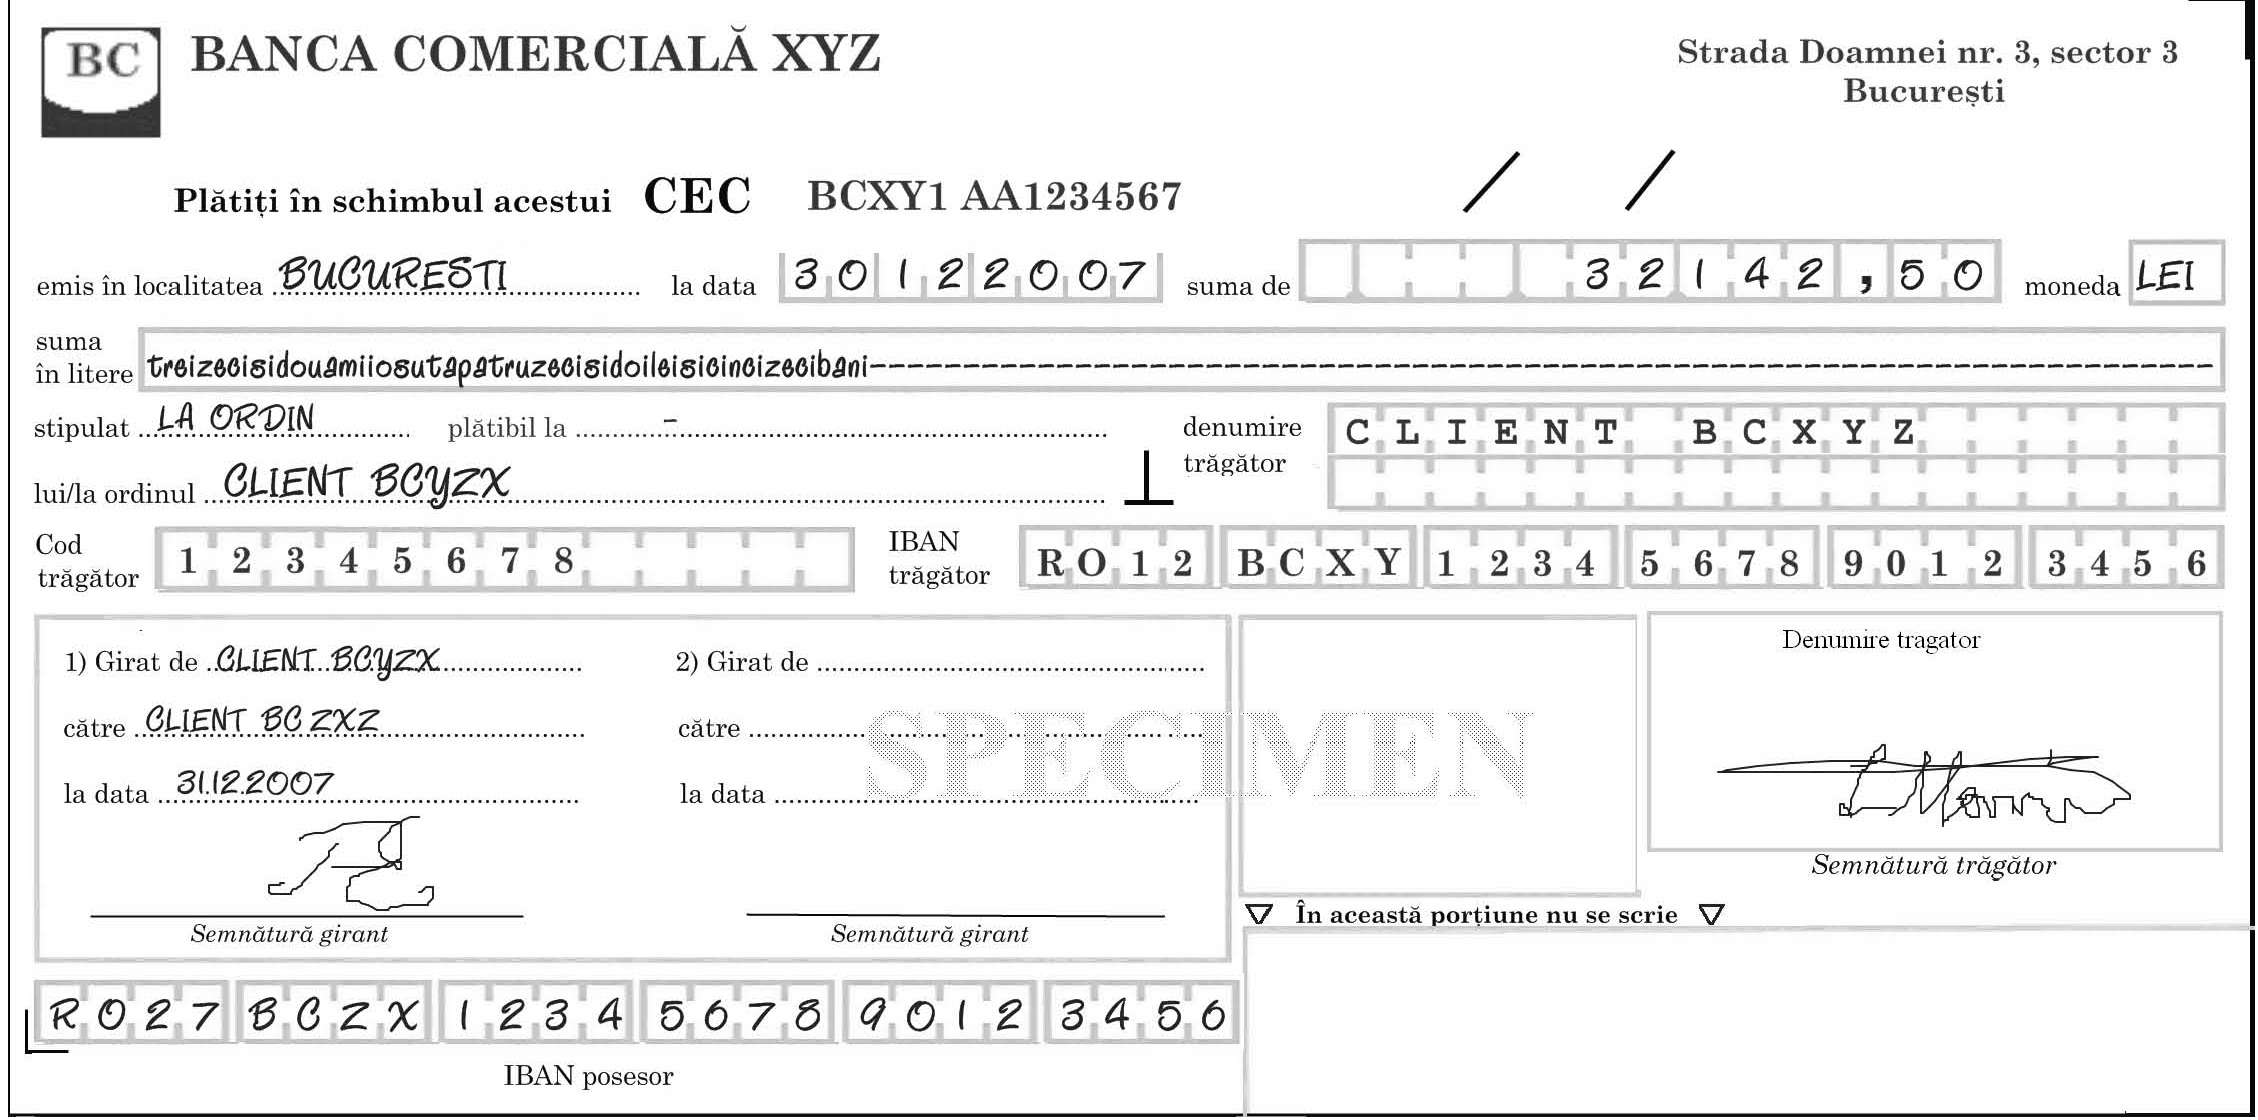 BC BANCA COMERCIALĂ XYZ
Strada Doamnei nr. 3, sector 3
București
Plătiți în schimbul acestui CEC BCXY1 AA1234567
emis în localitatea BUCURESTI la data 30122007 suma de 32142,50 moneda LEI
suma
în litere treizecisidouamiiosutapatruzecisidoileisicincizecibani
stipulat LA ORDIN plătibil la - denumire
trăgător CLIENT BCXYZ
lui/la ordinul CLIENT BCYZX
Cod
trăgător 12345678 IBAN
trăgător RO12 BCXY 1234 5678 9012 3456
1) Girat de CLIENT BCYZX 2) Girat de
Denumire tragator
către CLIENT BC ZXZ către
SPECIMEN
la data 31.12.2007 la data
Semnătură trăgător
În această porțiune nu se scrie
Semnătură girant Semnătură girant
RO27 BCZX 1234 5678 9012 3456
IBAN posesor